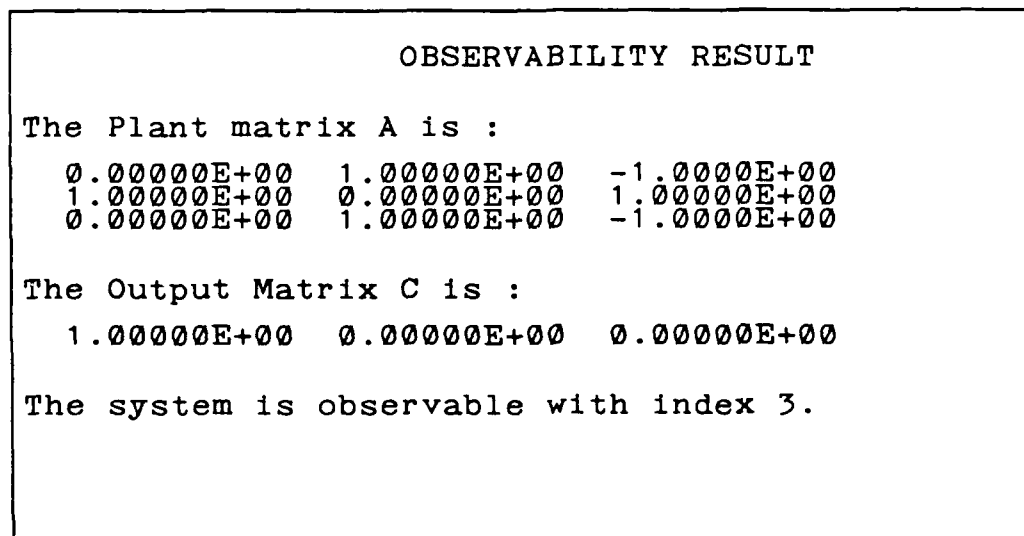 OBSERVABILITY RESULT
The Plant matrix A is :
0.00000E+00 1.00000E+00 -1.0000E+00
1.00000E+00 0.00000E+00 1.00000E+00
0.00000E+00 1.00000E+00 -1.0000E+00
The Output Matrix C is :
1.00000E+00 0.00000E+00 0.00000E+00
The system is observable with index 3.